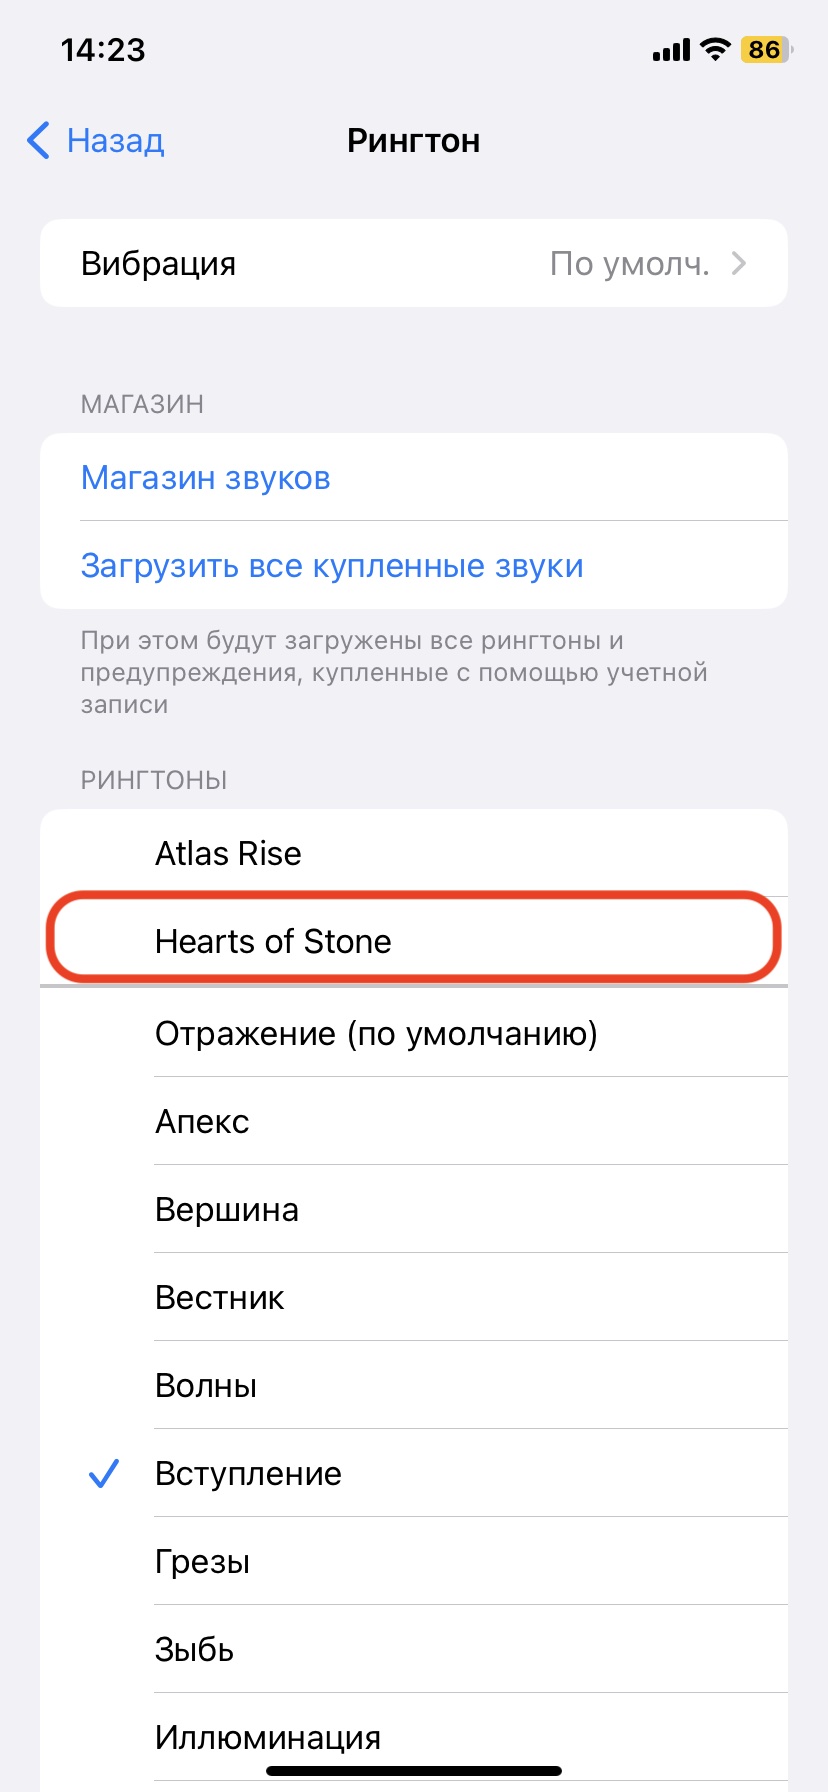 14:23
86
Назад
Рингтон
Вибрация
По умолч.
МАГАЗИН
Магазин звуков
Загрузить все купленные звуки
При этом будут загружены все рингтоны и
предупреждения, купленные с помощью учетной
записи
РИНГТОНЫ
Atlas Rise
Hearts of Stone
Отражение (по умолчанию)
Апекс
Вершина
Вестник
Волны
Вступление
Грезы
Зыбь
Иллюминация